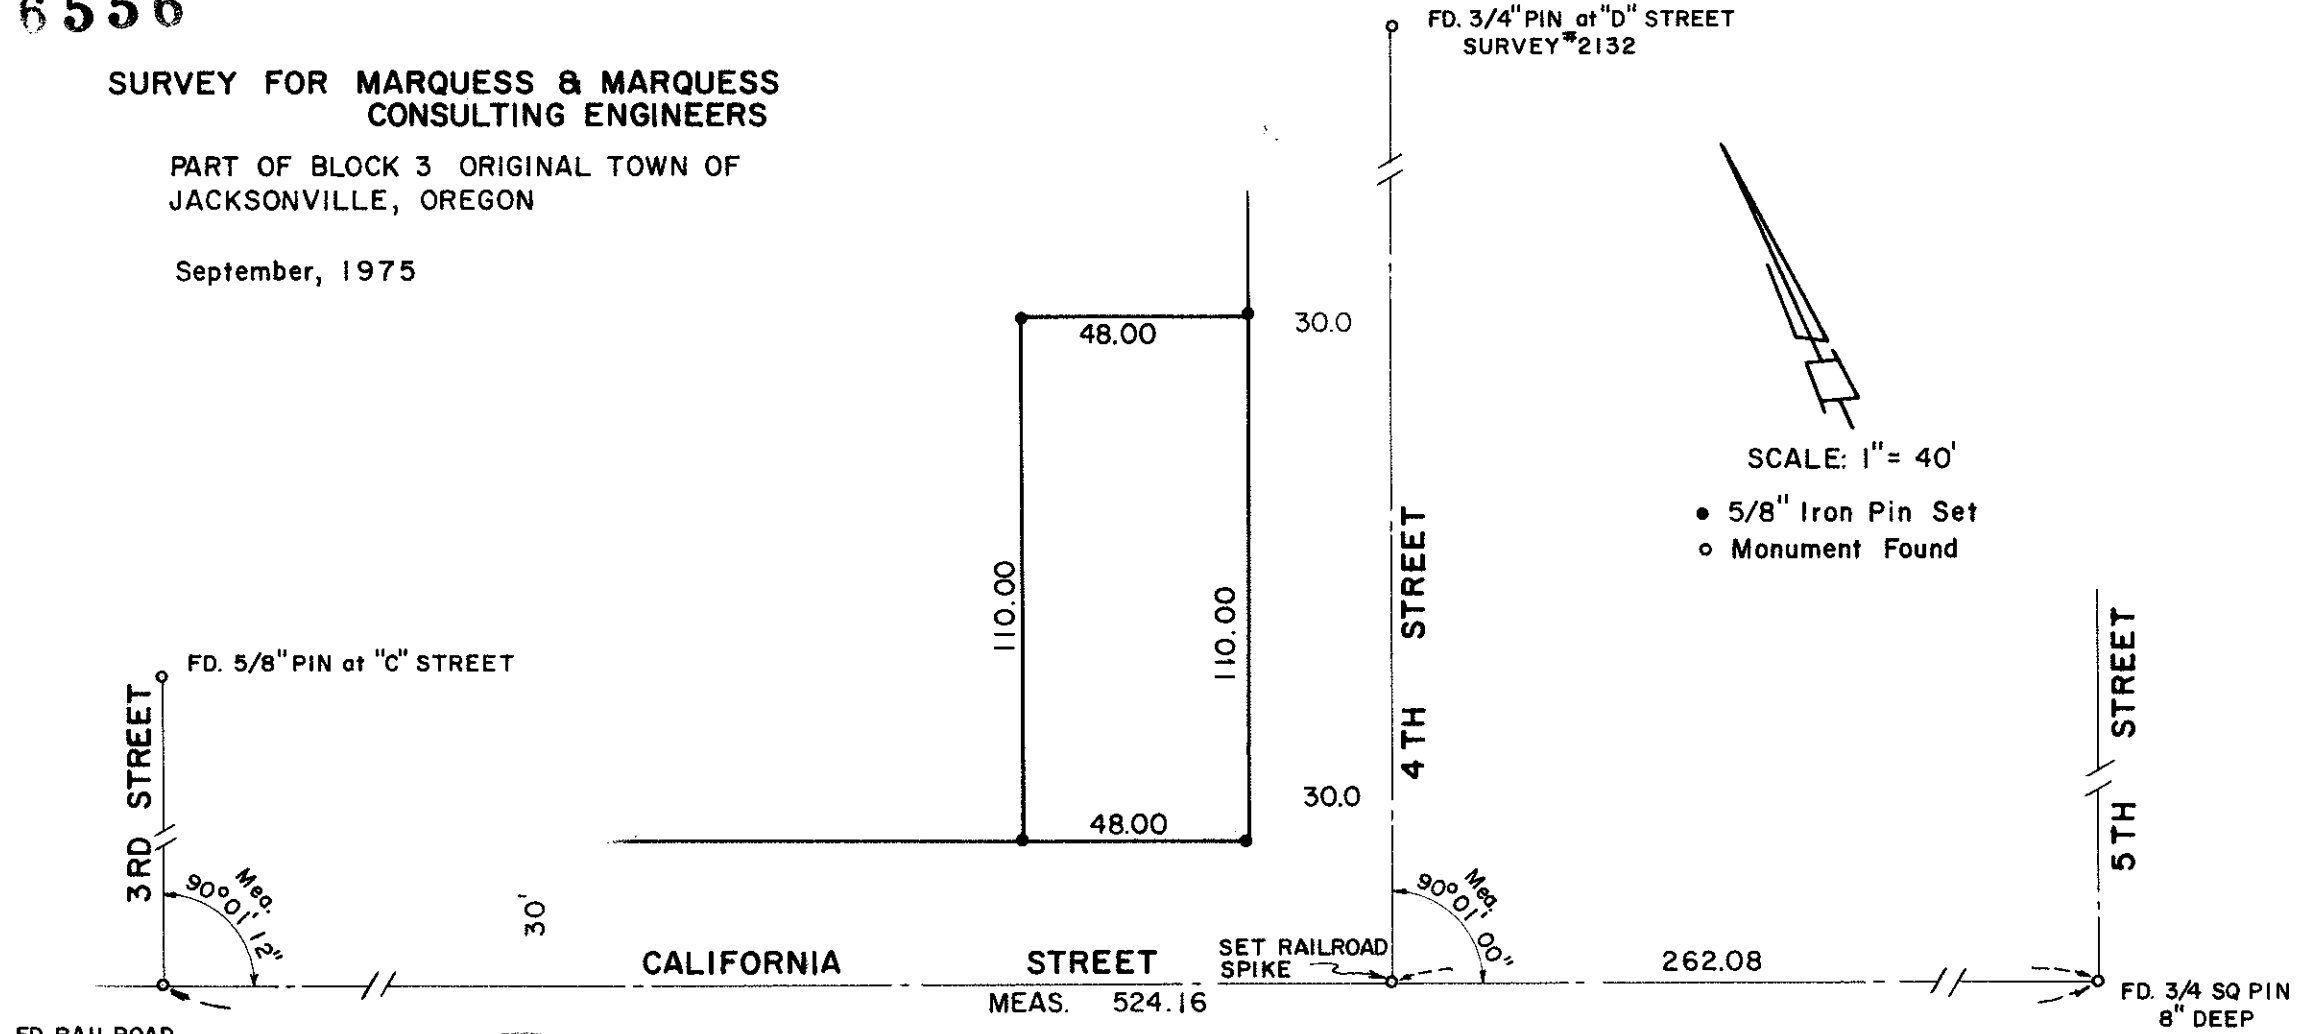 6556
SURVEY FOR MARQUESS & MARQUESS
CONSULTING ENGINEERS
PART OF BLOCK 3 ORIGINAL TOWN OF
JACKSONVILLE, OREGON
September, 1975
FD. 3/4" PIN at "D" STREET
SURVEY #2132
48.00
30.0
SCALE: 1" = 40'
5/8" Iron Pin Set
Monument Found
110.00
110.00
4TH STREET
5TH STREET
FD. 5/8" PIN at "C" STREET
3RD STREET
30.0
48.00
Mea.
90° 01' 12"
30'
Mea.
90° 01' 00"
CALIFORNIA STREET
SET RAILROAD
SPIKE
262.08
MEAS. 524.16
FD. 3/4 SQ PIN
8" DEEP
FD RAILROAD